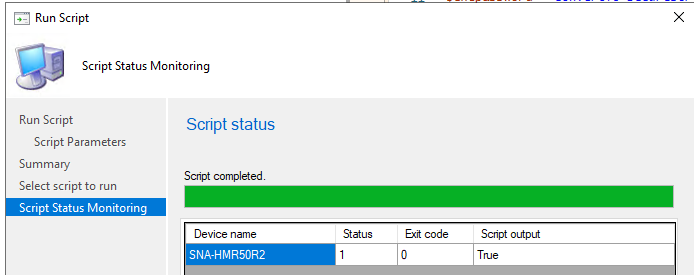 Run Script
Script Status Monitoring
Run Script
Script Parameters
Summary
Select script to run
Script Status Monitoring
Script status
Script completed.
Device name Status Exit code Script output
SNA-HMR50R2 1 0 True